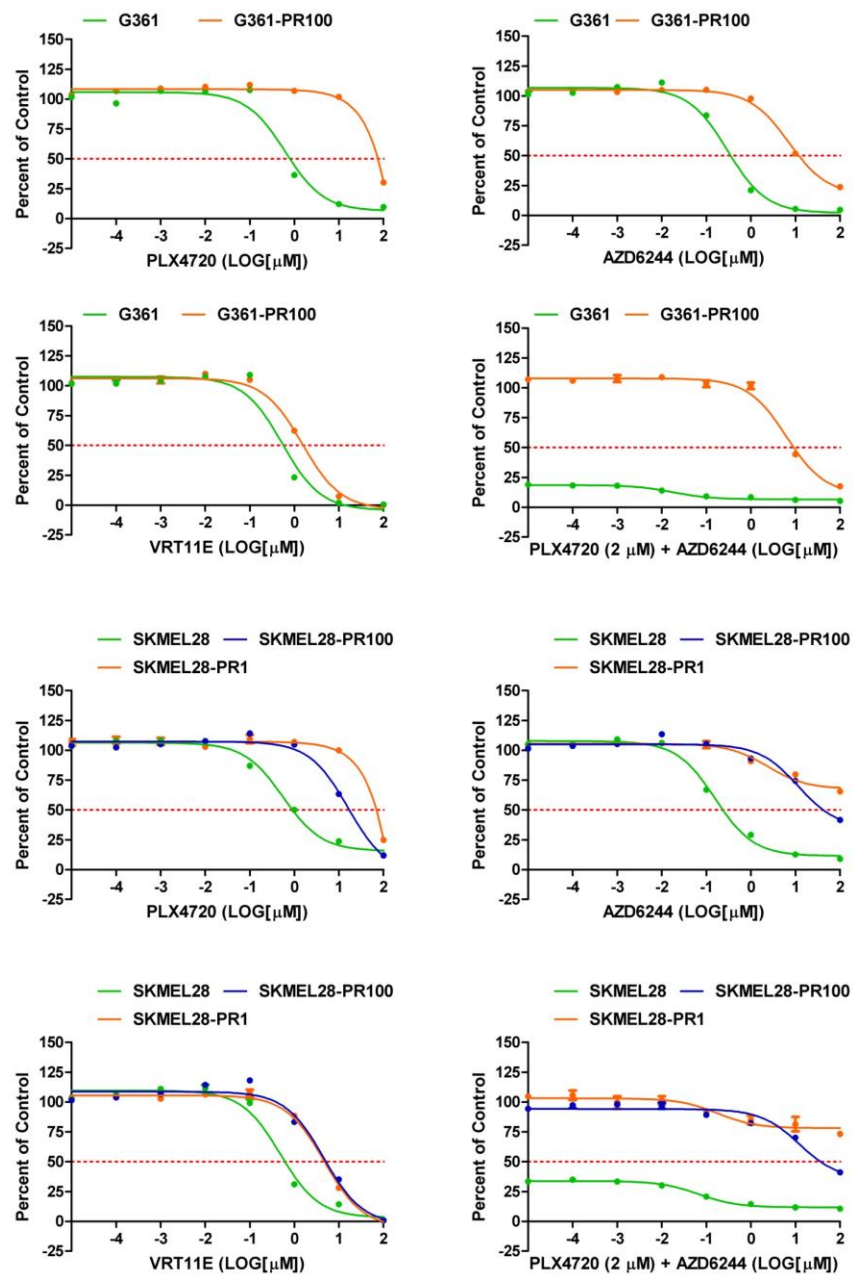 G361 G361-PR100
Percent of Control
150
125
100
75
50
25
0
-25
-4 -3 -2 -1 0 1 2
PLX4720 (LOG[μM])
G361 G361-PR100
Percent of Control
150
125
100
75
50
25
0
-25
-4 -3 -2 -1 0 1 2
AZD6244 (LOG[μM])
G361 G361-PR100
Percent of Control
150
125
100
75
50
25
0
-25
-4 -3 -2 -1 0 1 2
VRT11E (LOG[μM])
G361 G361-PR100
Percent of Control
150
125
100
75
50
25
0
-25
-4 -3 -2 -1 0 1 2
PLX4720 (2 μM) + AZD6244 (LOG[μM])
SKMEL28 SKMEL28-PR100
SKMEL28-PR1
Percent of Control
150
125
100
75
50
25
0
-25
-4 -3 -2 -1 0 1 2
PLX4720 (LOG[μM])
SKMEL28 SKMEL28-PR100
SKMEL28-PR1
Percent of Control
150
125
100
75
50
25
0
-25
-4 -3 -2 -1 0 1 2
AZD6244 (LOG[μM])
SKMEL28 SKMEL28-PR100
SKMEL28-PR1
Percent of Control
150
125
100
75
50
25
0
-25
-4 -3 -2 -1 0 1 2
VRT11E (LOG[μM])
SKMEL28 SKMEL28-PR100
SKMEL28-PR1
Percent of Control
150
125
100
75
50
25
0
-25
-4 -3 -2 -1 0 1 2
PLX4720 (2 μM) + AZD6244 (LOG[μM])